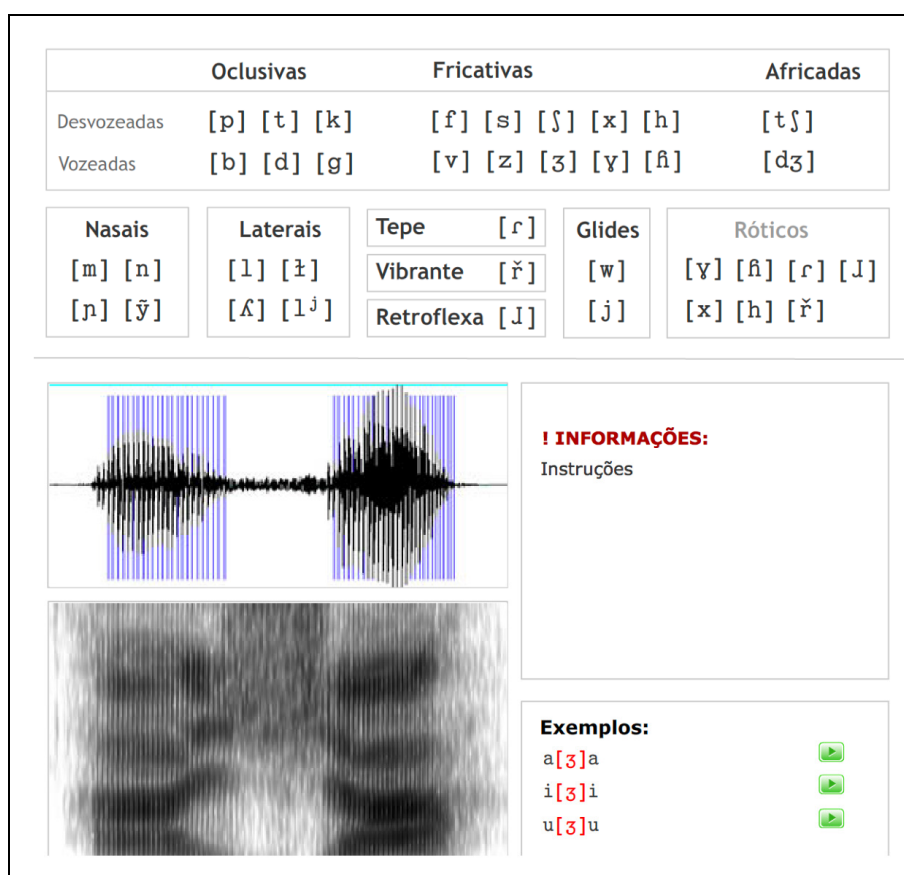 Oclusivas Fricativas Africadas
Desvozeadas [p] [t] [k] [f] [s] [ʃ] [x] [h] [tʃ]
Vozeadas [b] [d] [g] [v] [z] [ʒ] [ɣ] [ɦ] [dʒ]
Nasais
[m] [n]
[ɲ] [ỹ]
Laterais
[l] [ɫ]
[ʎ] [lʲ]
Tepe [ɾ]
Vibrante [ř]
Retroflexa [ɹ]
Glides
[w]
[j]
Róticos
[ɣ] [ɦ] [ɾ] [ɹ]
[x] [h] [ř]
! INFORMAÇÕES:
Instruções
Exemplos:
a[ʒ]a
i[ʒ]i
u[ʒ]u